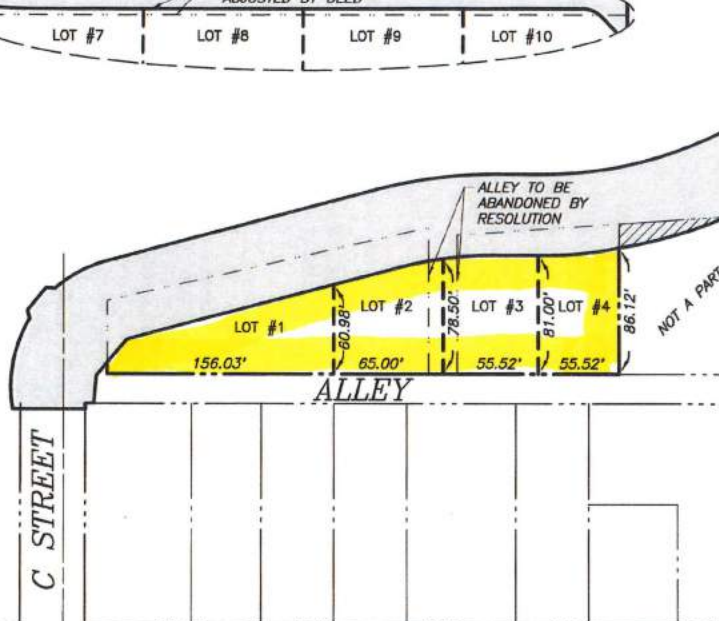 ADJUSTED BY DEED
LOT #7
LOT #8
LOT #9
LOT #10
ALLEY TO BE
ABANDONED BY
RESOLUTION
NOT A PART
LOT #1
LOT #2
LOT #3
LOT #4
60.98'
78.50'
81.00'
86.12'
156.03'
65.00'
55.52'
55.52'
ALLEY
C STREET